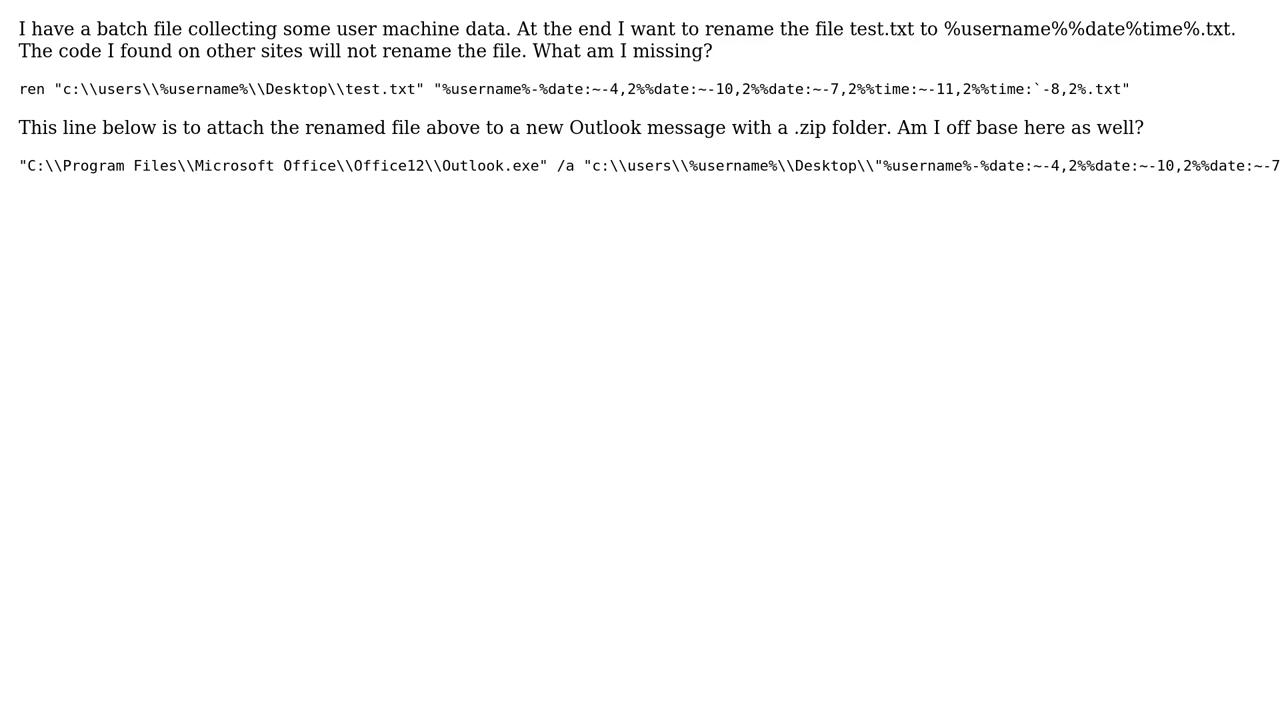 I have a batch file collecting some user machine data. At the end I want to rename the file test.txt to %username%%date%time%.txt.
The code I found on other sites will not rename the file. What am I missing?
ren "c:\\users\\%username%\\Desktop\\test.txt" "%username%-%date:~-4,2%%date:~-10,2%%date:~-7,2%%time:~-11,2%%time:`-8,2%.txt"
This line below is to attach the renamed file above to a new Outlook message with a .zip folder. Am I off base here as well?
"C:\\Program Files\\Microsoft Office\\Office12\\Outlook.exe" /a "c:\\users\\%username%\\Desktop\\"%username%-%date:~-4,2%%date:~-10,2%%date:~-7